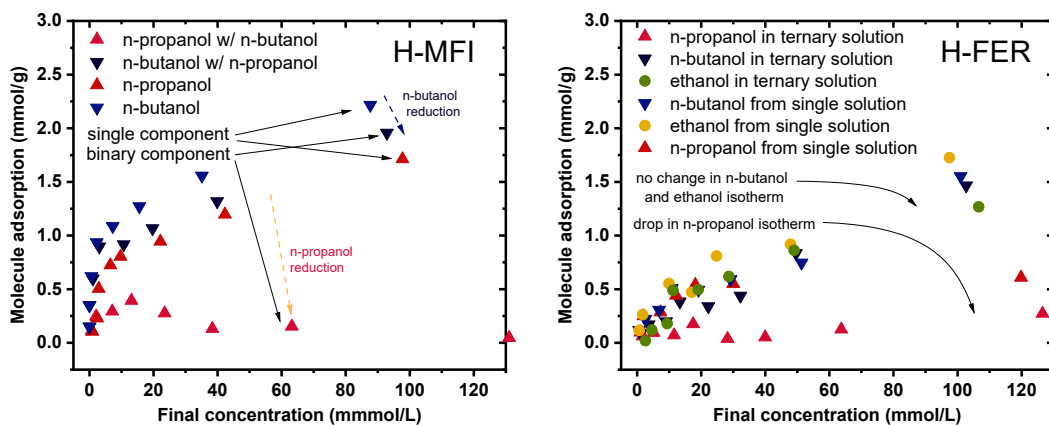 H-MFI
n-propanol w/ n-butanol
n-butanol w/ n-propanol
n-propanol
n-butanol
n-butanol
reduction
single component
binary component
n-propanol
reduction
Molecule adsorption (mmol/g)
3.0
2.5
2.0
1.5
1.0
0.5
0.0
0 20 40 60 80 100 120
Final concentration (mmmol/L)
H-FER
n-propanol in ternary solution
n-butanol in ternary solution
ethanol in ternary solution
n-butanol from single solution
ethanol from single solution
n-propanol from single solution
no change in n-butanol
and ethanol isotherm
drop in n-propanol isotherm
Molecule adsorption (mmol/g)
3.0
2.5
2.0
1.5
1.0
0.5
0.0
0 20 40 60 80 100 120
Final concentration (mmol/L)